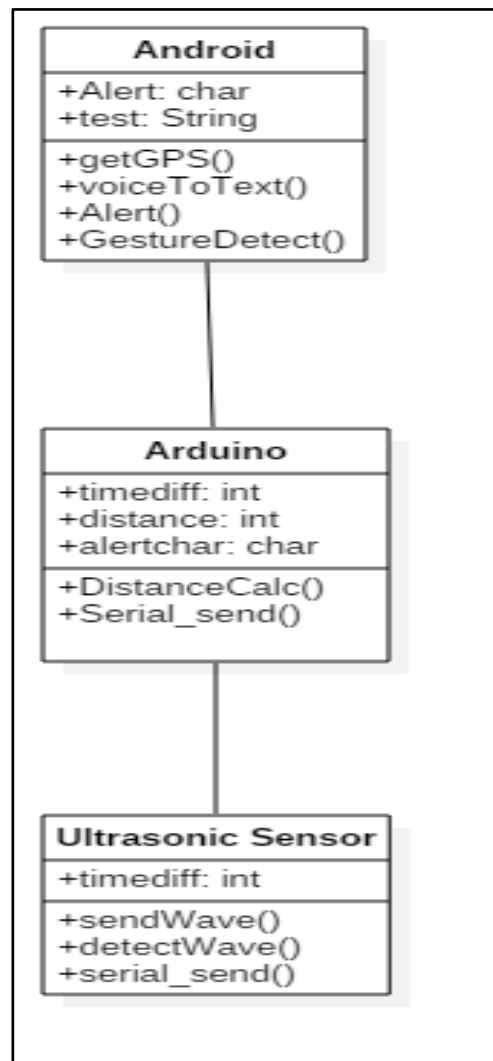 Android
+Alert: char
+test: String
+getGPS()
+voiceToText()
+Alert()
+GestureDetect()
Arduino
+timediff: int
+distance: int
+alertchar: char
+DistanceCalc()
+Serial_send()
Ultrasonic Sensor
+timediff: int
+sendWave()
+detectWave()
+serial_send()